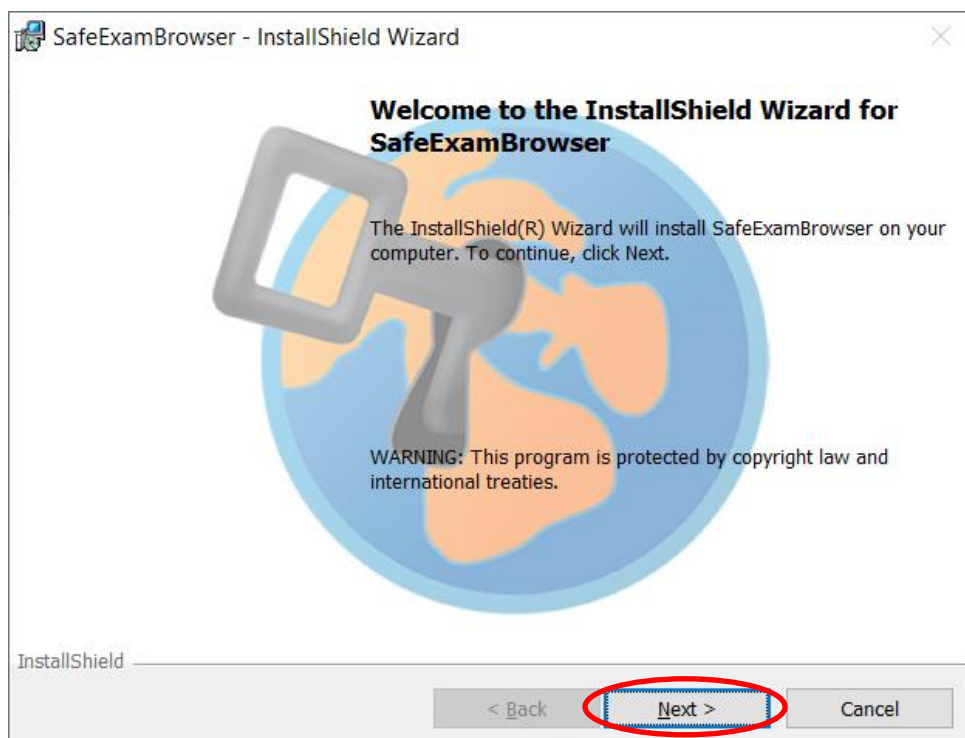 SafeExamBrowser - InstallShield Wizard
Welcome to the InstallShield Wizard for
SafeExamBrowser
The InstallShield(R) Wizard will install SafeExamBrowser on your
computer. To continue, click Next.
WARNING: This program is protected by copyright law and
international treaties.
InstallShield
< Back
Next >
Cancel